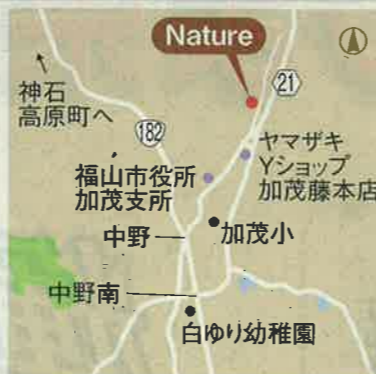 Nature
21
神石
高原町へ
182
ヤマザキ
Yショップ
加茂藤本店
福山市役所
加茂支所
中野
加茂小
中野南
白ゆり幼稚園